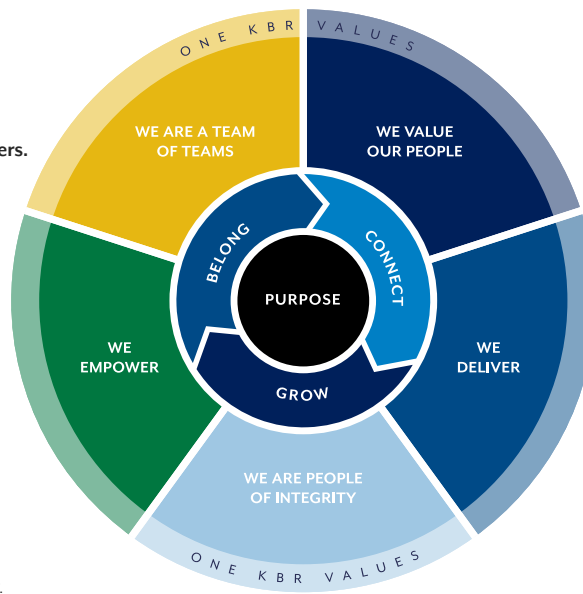 ONE KBR VALUES
WE ARE A TEAM
OF TEAMS
WE VALUE
OUR PEOPLE
ers.
BELONG
CONNECT
PURPOSE
WE
EMPOWER
WE
DELIVER
GROW
WE ARE PEOPLE
OF INTEGRITY
ONE KBR VALUES